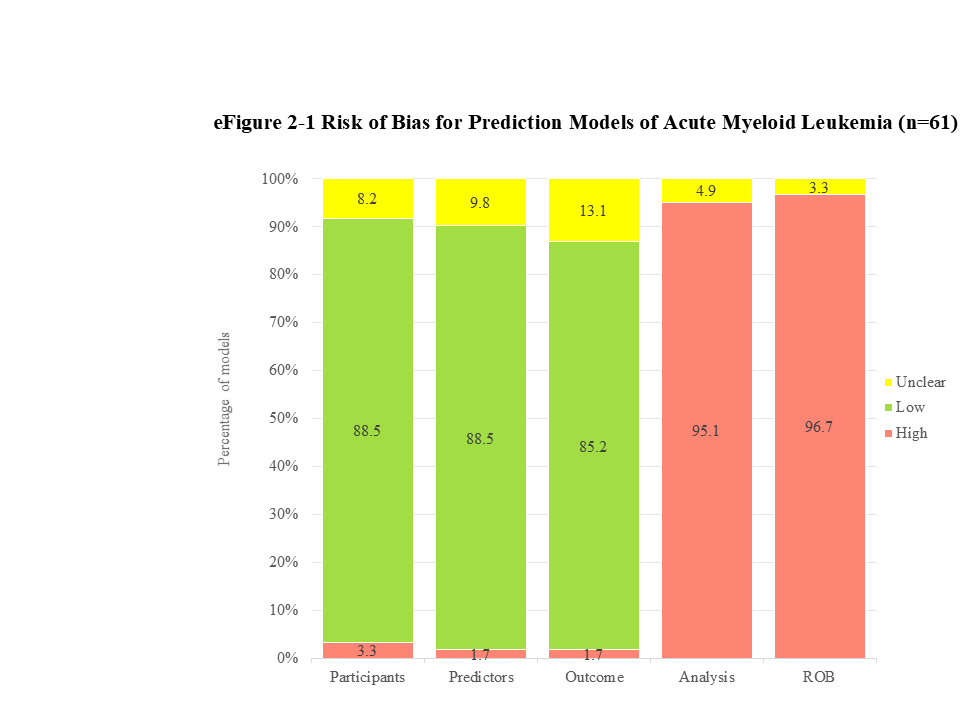 eFigure 2-1 Risk of Bias for Prediction Models of Acute Myeloid Leukemia (n=61)
100%
90%
80%
70%
60%
50%
40%
30%
20%
10%
0%
Percentage of models
8.2
9.8
13.1
4.9
3.3
88.5
88.5
85.2
95.1
96.7
3.3
1.7
1.7
Participants
Predictors
Outcome
Analysis
ROB
Unclear
Low
High